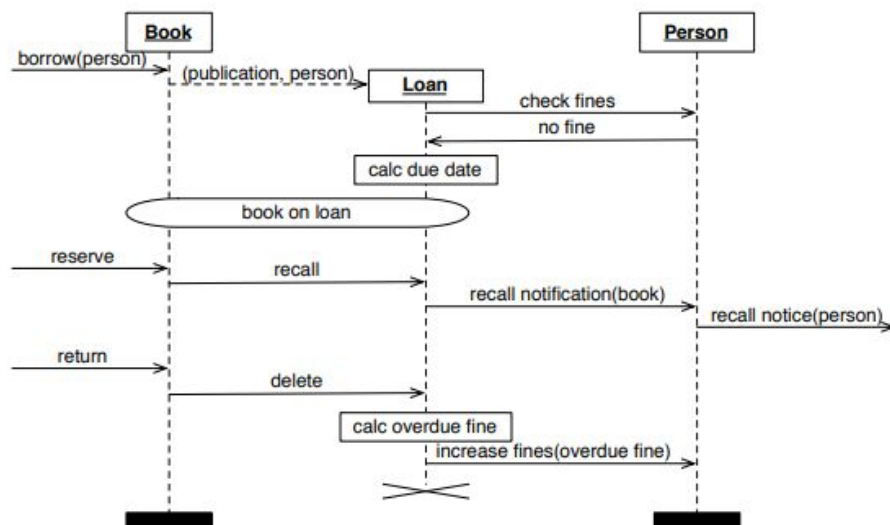 Book
Person
borrow(person)
(publication, person)
Loan
check fines
no fine
calc due date
book on loan
reserve
recall
recall notification(book)
recall notice(person)
return
delete
calc overdue fine
increase fines(overdue fine)